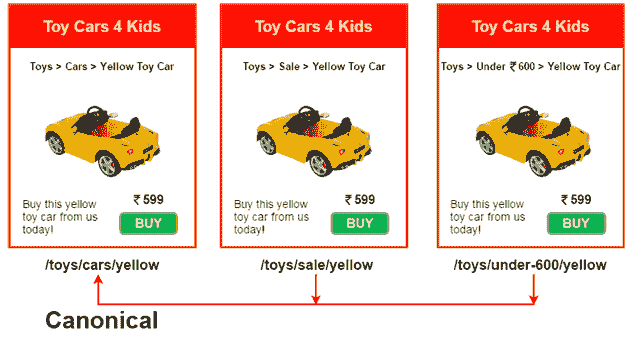 Toy Cars 4 Kids
Toys > Cars > Yellow Toy Car
Buy this yellow
toy car from us
today!
₹ 599
BUY
/toys/cars/yellow
Toy Cars 4 Kids
Toys > Sale > Yellow Toy Car
Buy this yellow
toy car from us
today!
₹ 599
BUY
/toys/sale/yellow
Toy Cars 4 Kids
Toys > Under ₹ 600 > Yellow Toy Car
Buy this yellow
toy car from us
today!
₹ 599
BUY
/toys/under-600/yellow
Canonical